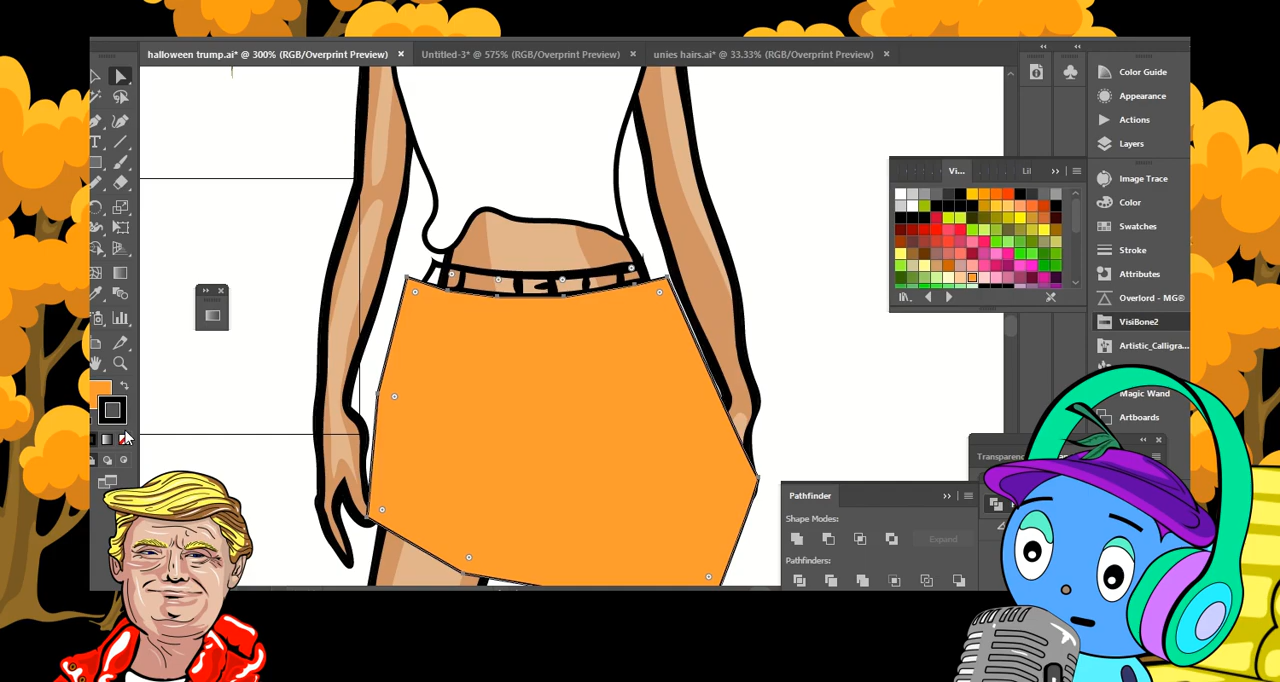 halloween trump.ai* @ 300% (RGB/Overprint Preview)
Untitled-3* @ 575% (RGB/Overprint Preview)
unies hairs.ai* @ 33.33% (RGB/Overprint Preview)
Color Guide
Appearance
Actions
Layers
Vi...
Image Trace
Color
Swatches
Stroke
Attributes
Overlord - MG®
VisiBone2
Artistic_Calligra...
Magic Wand
Artboards
Transparenc
Pathfinder
Shape Modes:
Expand
Pathfinders: